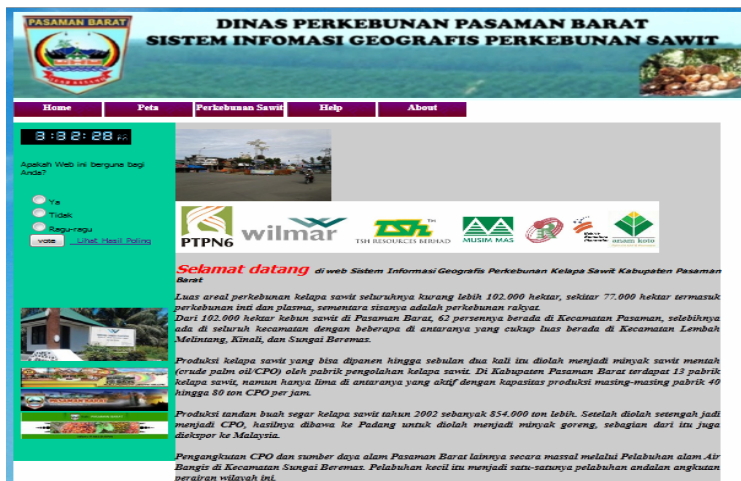 PASAMAN BARAT
DINAS PERKEBUNAN PASAMAN BARAT
SISTEM INFOMASI GEOGRAFIS PERKEBUNAN SAWIT
Home Peta Perkebunan Sawit Help About
3:32:28 PM
Apakah Web ini berguna bagi
Anda?
Ya
Tidak
Ragu-ragu
vote Lihat Hasil Poling
PTPN6
wilmar
TSH
TSH RESOURCES BERHAD
MUSIM MAS
anam koto
Selamat datang di web Sistem Informasi Geografis Perkebunan Kelapa Sawit Kabupaten Pasaman
Barat
Luas areal perkebunan kelapa sawit seluruhnya kurang lebih 102.000 hektar, sekitar 77.000 hektar termasuk
perkebunan inti dan plasma, sementara sisanya adalah perkebunan rakyat.
Dari 102.000 hektar kebun sawit di Pasaman Barat, 62 persennya berada di Kecamatan Pasaman, selebihnya
ada di seluruh kecamatan dengan beberapa di antaranya yang cukup luas berada di Kecamatan Lembah
Melintang, Kinali, dan Sungai Beremas.
Produksi kelapa sawit yang bisa dipanen hingga sebulan dua kali itu diolah menjadi minyak sawit mentah
(crude palm oil/CPO) oleh pabrik pengolahan kelapa sawit. Di Kabupaten Pasaman Barat terdapat 13 pabrik
kelapa sawit, namun hanya lima di antaranya yang aktif dengan kapasitas produksi masing-masing pabrik 40
hingga 80 ton CPO per jam.
Produksi tandan buah segar kelapa sawit tahun 2002 sebanyak 854.000 ton lebih. Setelah diolah setengah jadi
menjadi CPO, hasilnya dibawa ke Padang untuk diolah menjadi minyak goreng, sebagian dari itu juga
diekspor ke Malaysia.
Pengangkutan CPO dan sumber daya alam Pasaman Barat lainnya secara massal melalui Pelabuhan alam Air
Bangis di Kecamatan Sungai Beremas. Pelabuhan kecil itu menjadi satu-satunya pelabuhan andalan angkutan
perairan wilayah ini.